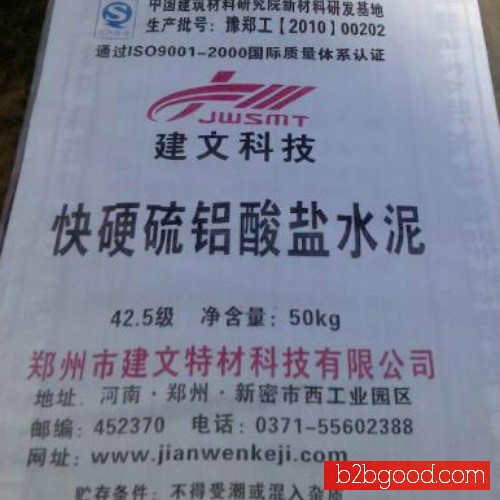 中国建筑材料研究院新材料研发基地
生产批号：豫郑工【2010】00202
通过ISO9001-2000国际质量体系认证
JWSMT
建文科技
快硬硫铝酸盐水泥
42.5级 净含量：50kg
郑州市建文特材科技有限公司
地址：河南·郑州·新密市西工业园区
邮编：452370 电话：0371-55602388
网址：www.jianwenkeji.com
贮存条件：不得受潮或混入杂质
b2bgood.com